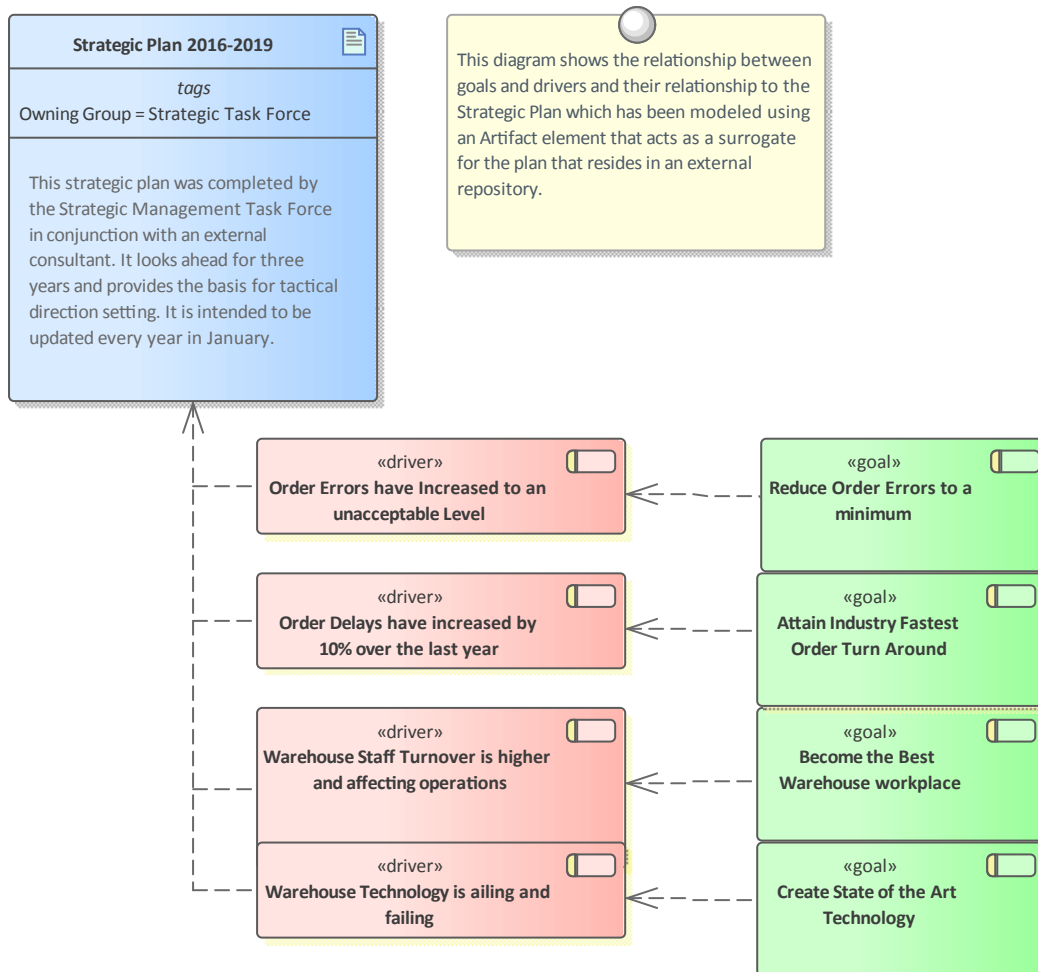 Strategic Plan 2016-2019
tags
Owning Group = Strategic Task Force
This strategic plan was completed by
the Strategic Management Task Force
in conjunction with an external
consultant. It looks ahead for three
years and provides the basis for tactical
direction setting. It is intended to be
updated every year in January.
This diagram shows the relationship between
goals and drivers and their relationship to the
Strategic Plan which has been modeled using
an Artifact element that acts as a surrogate
for the plan that resides in an external
repository.
«driver»
Order Errors have Increased to an
unacceptable Level
«goal»
Reduce Order Errors to a
minimum
«driver»
Order Delays have increased by
10% over the last year
«goal»
Attain Industry Fastest
Order Turn Around
«driver»
Warehouse Staff Turnover is higher
and affecting operations
«goal»
Become the Best
Warehouse workplace
«driver»
Warehouse Technology is ailing and
failing
«goal»
Create State of the Art
Technology